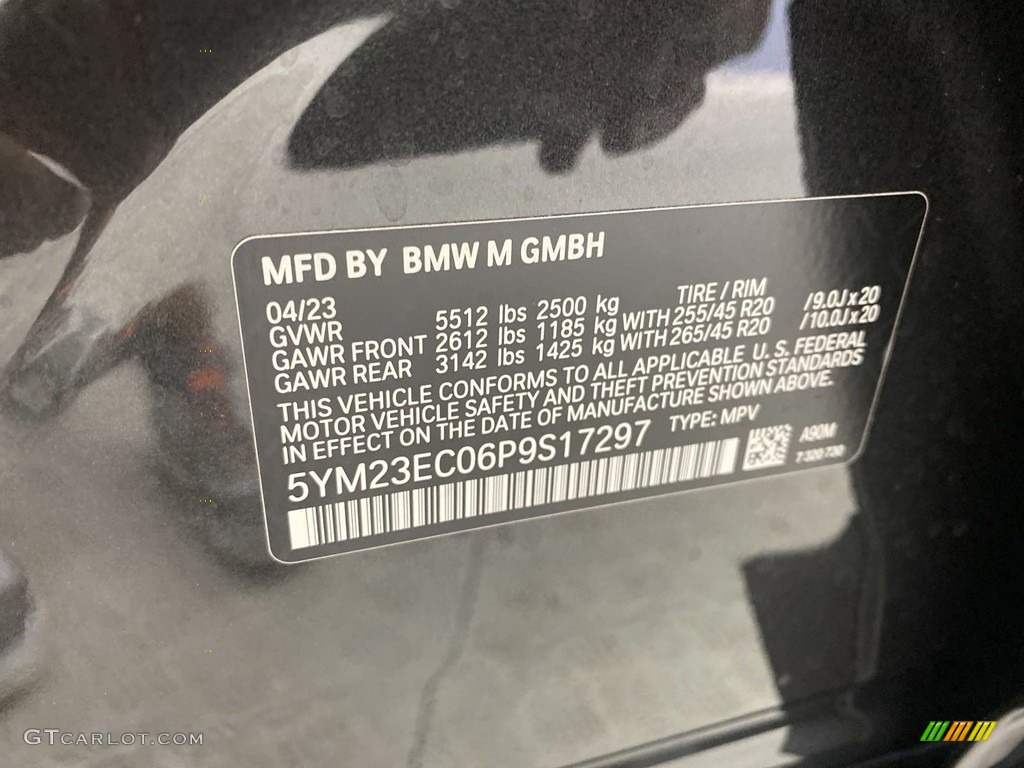 MFD BY BMW M GMBH
04/23
GVWR 5512 lbs 2500 kg TIRE / RIM
GAWR FRONT 2612 lbs 1185 kg WITH 255/45 R20 /9.0J x 20
GAWR REAR 3142 lbs 1425 kg WITH 265/45 R20 /10.0J x 20
THIS VEHICLE CONFORMS TO ALL APPLICABLE U. S. FEDERAL
MOTOR VEHICLE SAFETY AND THEFT PREVENTION STANDARDS
IN EFFECT ON THE DATE OF MANUFACTURE SHOWN ABOVE.
5YM23EC06P9S17297 TYPE: MPV
A90M
7 320 730
GTCARLOT.COM